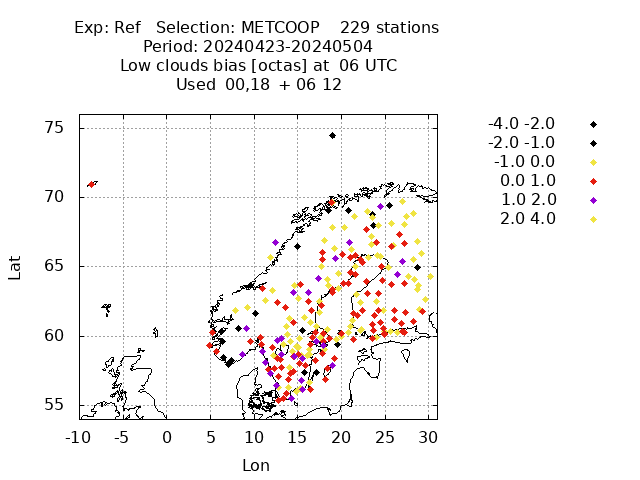 Exp: Ref   Selection: METCOOP    229 stations
Period: 20240423-20240504
Low clouds bias [octas] at  06 UTC
Used  00,18  + 06 12
-4.0 -2.0
-2.0 -1.0
-1.0 0.0
0.0 1.0
1.0 2.0
2.0 4.0
Lat
75
70
65
60
55
-10 -5 0 5 10 15 20 25 30
Lon